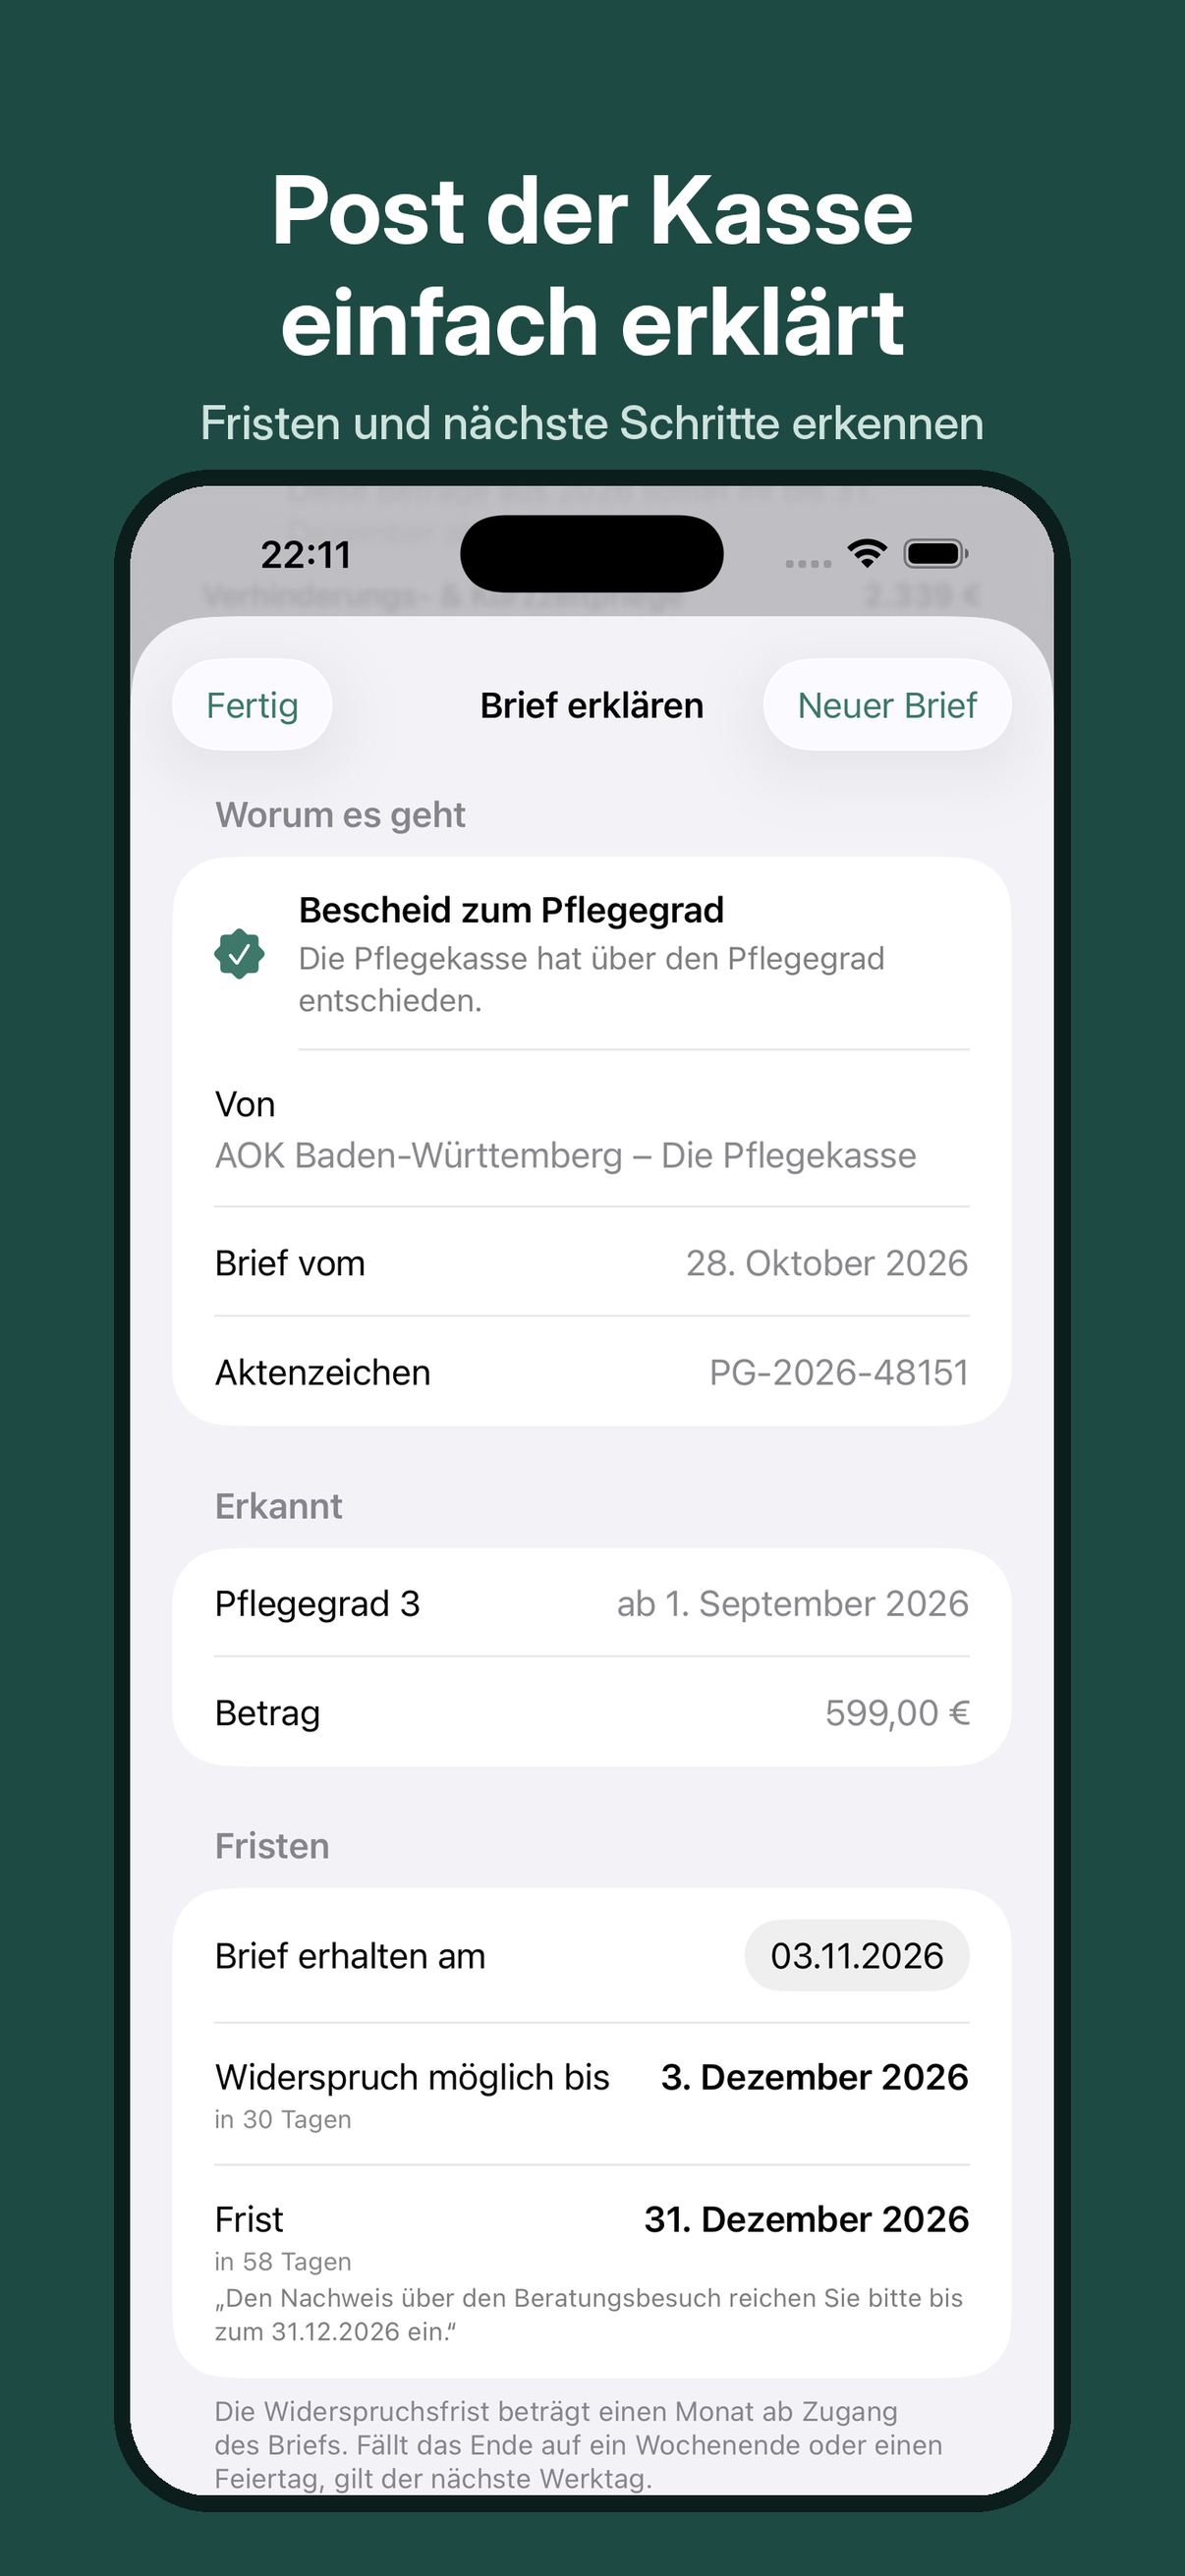 Post der Kasse
einfach erklärt
Fristen und nächste Schritte erkennen
22:11
Verhinderungs- &
2.339 €
Fertig
Brief erklären
Neuer Brief
Worum es geht
Bescheid zum Pflegegrad
Die Pflegekasse hat über den Pflegegrad
entschieden.
Von
AOK Baden-Württemberg – Die Pflegekasse
Brief vom
28. Oktober 2026
Aktenzeichen
PG-2026-48151
Erkannt
Pflegegrad 3
ab 1. September 2026
Betrag
599,00 €
Fristen
Brief erhalten am
03.11.2026
Widerspruch möglich bis
3. Dezember 2026
in 30 Tagen
Frist
31. Dezember 2026
in 58 Tagen
„Den Nachweis über den Beratungsbesuch reichen Sie bitte bis
zum 31.12.2026 ein.“
Die Widerspruchsfrist beträgt einen Monat ab Zugang
des Briefs. Fällt das Ende auf ein Wochenende oder einen
Feiertag, gilt der nächste Werktag.